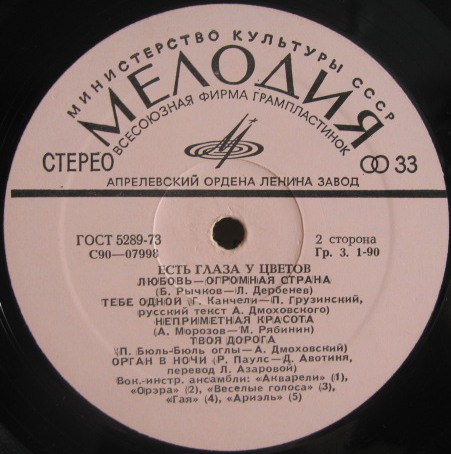 МИНИСТЕРСТВО КУЛЬТУРЫ СССР
МЕЛОДИЯ
ВСЕСОЮЗНАЯ ФИРМА ГРАМПЛАСТИНОК
СТЕРЕО 33
АПРЕЛЕВСКИЙ ОРДЕНА ЛЕНИНА ЗАВОД
ГОСТ 5289-73 2 сторона
С90—07998 Гр. 3. 1-90
ЕСТЬ ГЛАЗА У ЦВЕТОВ
ЛЮБОВЬ—ОГРОМНАЯ СТРАНА
(Б. Рычков—Л. Дербенев)
ТЕБЕ ОДНОЙ (Г. Канчели—П. Грузинский,
русский текст А. Дмоховского)
НЕПРИМЕТНАЯ КРАСОТА
(А. Морозов—М. Рябинин)
ТВОЯ ДОРОГА
(П. Бюль-Бюль оглы—А. Дмоховский)
ОРГАН В НОЧИ (Р. Паулс—Д. Авотиня,
перевод Л. Азаровой)
Вок.-инстр. ансамбли: «Акварели» (1),
«Орэра» (2), «Веселые голоса» (3),
«Гая» (4), «Ариэль» (5)